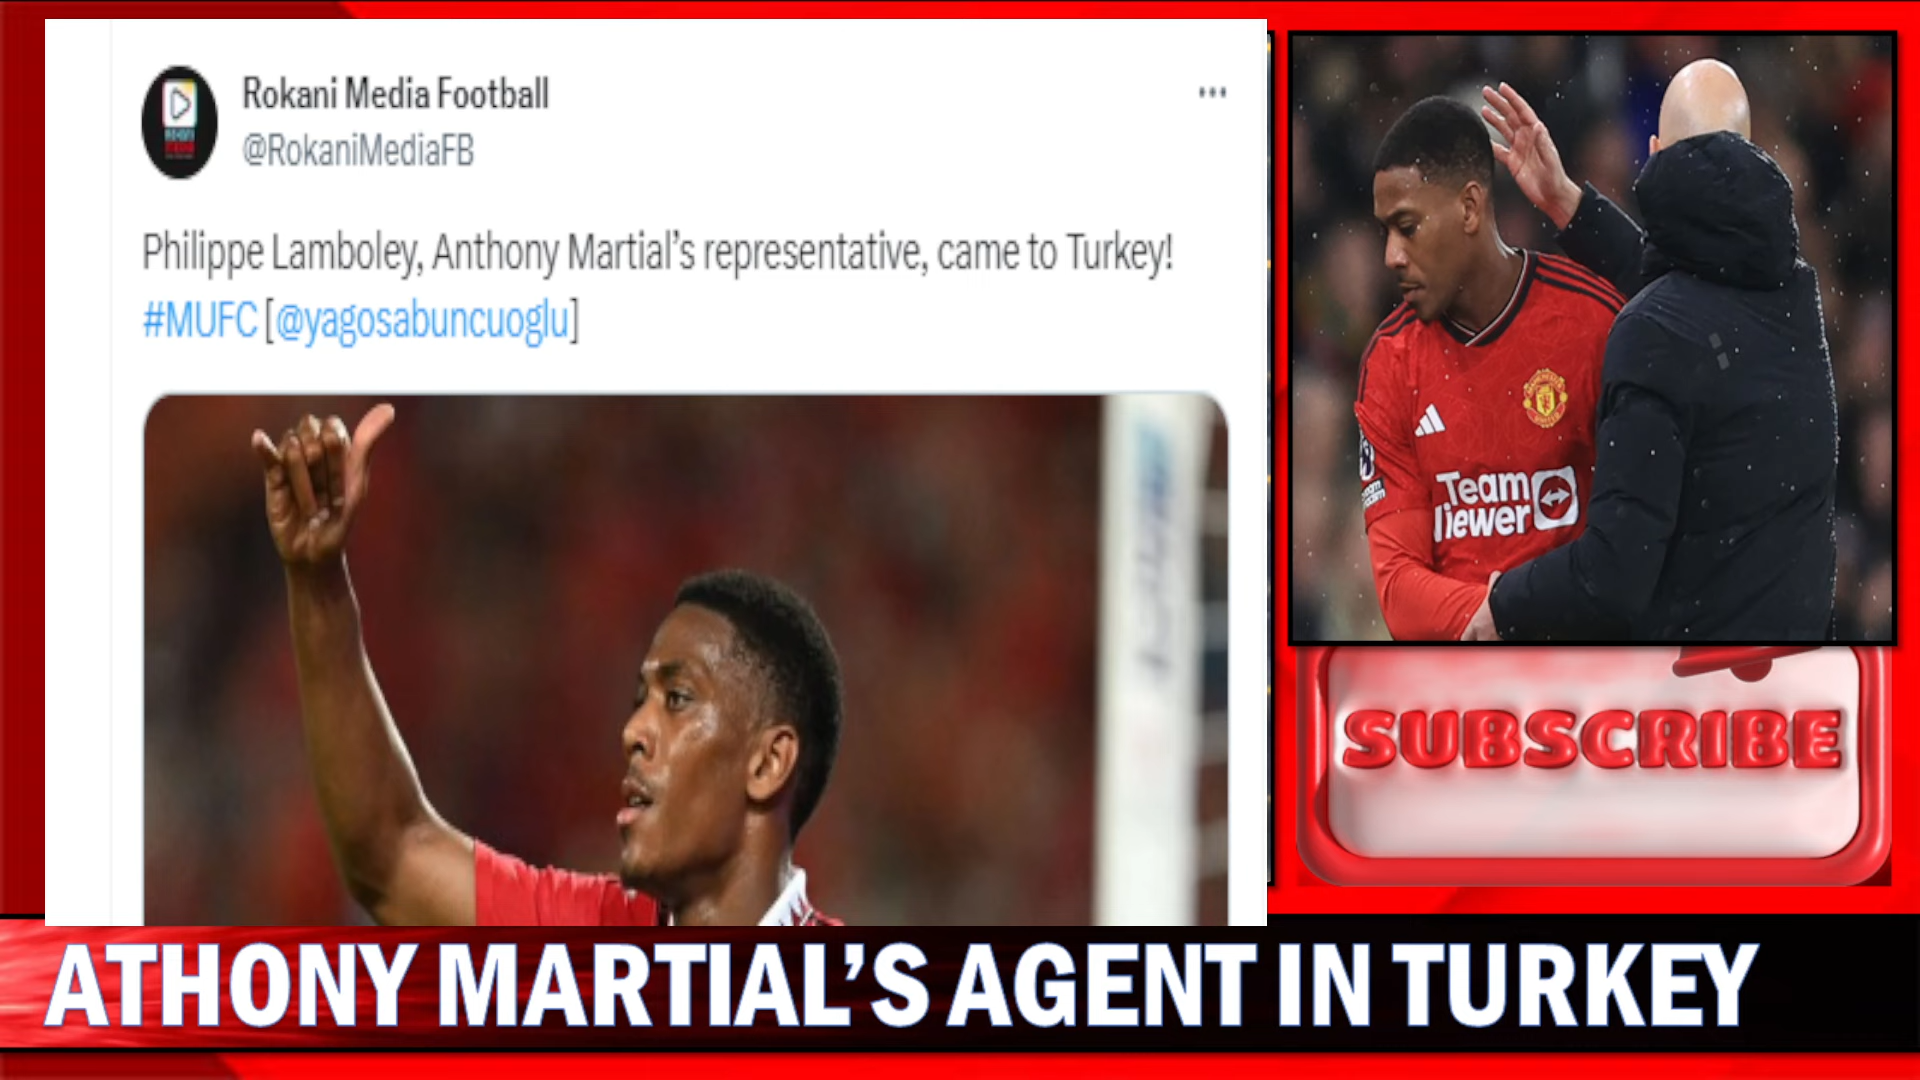 Rokani Media Football
@RokaniMediaFB
Philippe Lamboley, Anthony Martial's representative, came to Turkey!
#MUFC [@yagosabuncuoglu]
Team
Viewer
SUBSCRIBE
ATHONY MARTIAL'S AGENT IN TURKEY